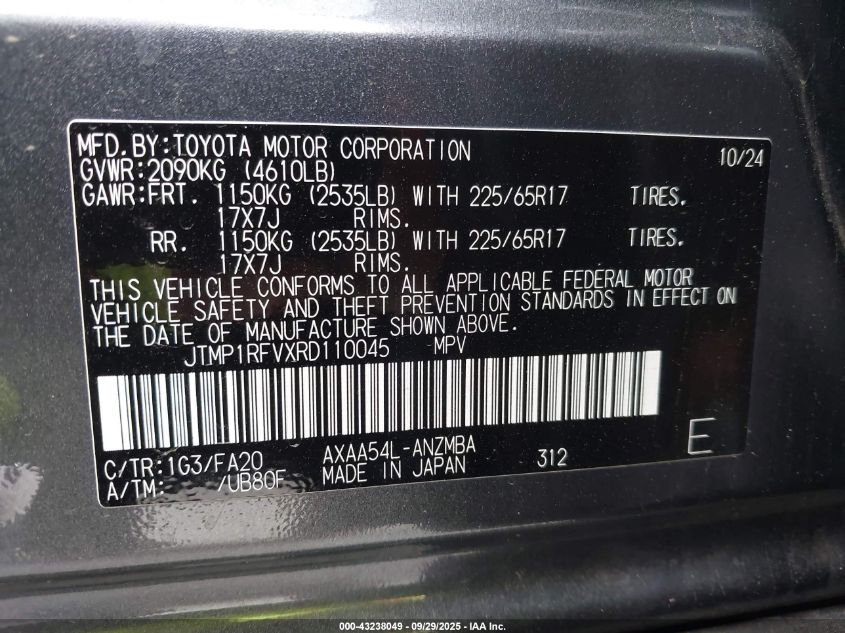 MFD.BY:TOYOTA MOTOR CORPORATION 10/24
GVWR:2090KG (4610LB)
GAWR:FRT. 1150KG (2535LB) WITH 225/65R17 TIRES.
17X7J RIMS.
RR. 1150KG (2535LB) WITH 225/65R17 TIRES.
17X7J RIMS.
THIS VEHICLE CONFORMS TO ALL APPLICABLE FEDERAL MOTOR
VEHICLE SAFETY AND THEFT PREVENTION STANDARDS IN EFFECT ON
THE DATE OF MANUFACTURE SHOWN ABOVE.
JTMP1RFVXRD110045 MPV
C/TR:1G3/FA20 AXAA54L-ANZMBA 312 E
A/TM: /UB80F MADE IN JAPAN
000-43238049 - 09/29/2025 - IAA Inc.